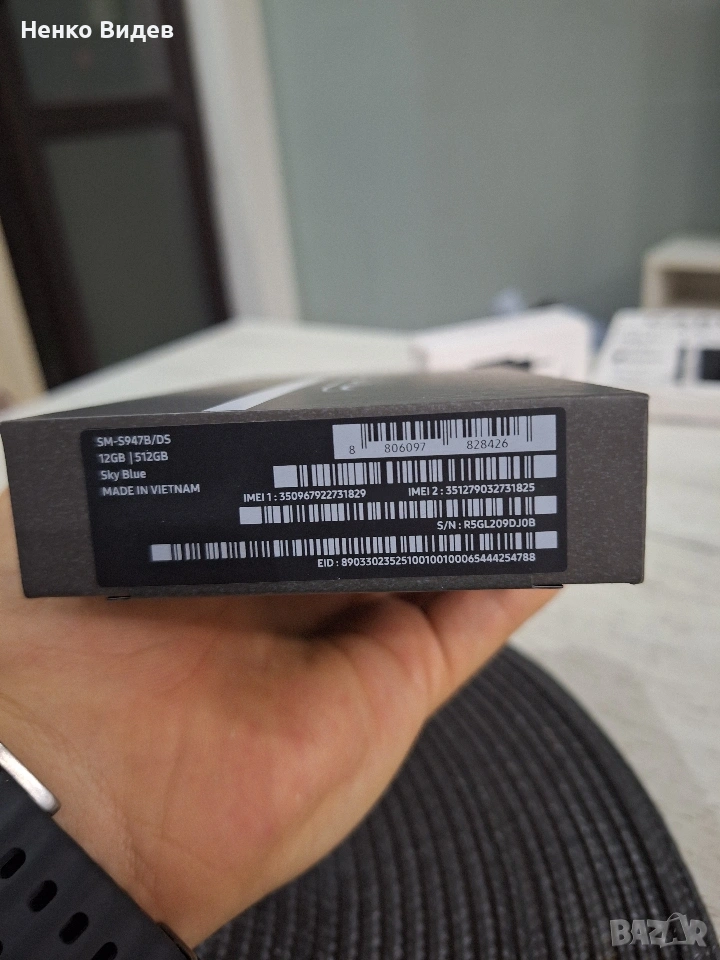 Ненко Видев
SM-S947B/DS
12GB | 512GB
Sky Blue
MADE IN VIETNAM
8 806097 828426
IMEI 1 : 350967922731829 IMEI 2 : 351279032731825
S/N : R5GL209DJ0B
EID : 89033023525100100100065444254788
BAZAR